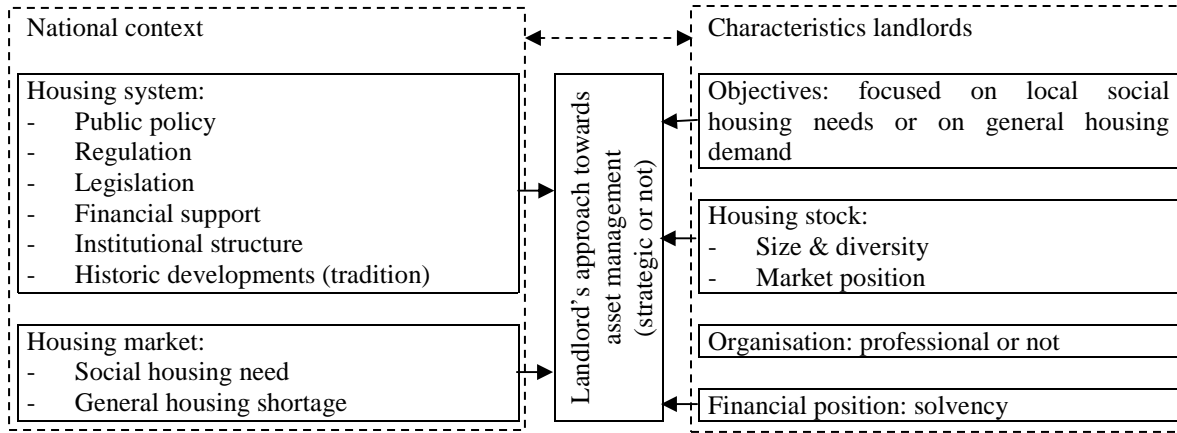 National context
Housing system:
- Public policy
- Regulation
- Legislation
- Financial support
- Institutional structure
- Historic developments (tradition)
Housing market:
- Social housing need
- General housing shortage
Landlord's approach towards
asset management
(strategic or not)
Characteristics landlords
Objectives: focused on local social
housing needs or on general housing
demand
Housing stock:
- Size & diversity
- Market position
Organisation: professional or not
Financial position: solvency